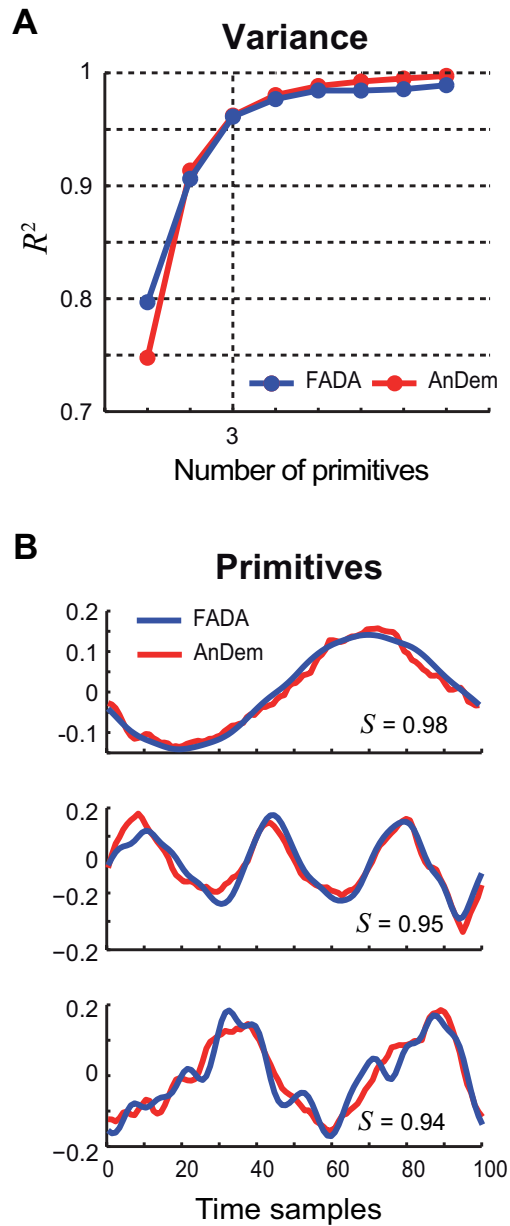 A
Variance
1
0.9
R²
0.8
FADA
AnDem
0.7
3
Number of primitives
B
Primitives
0.2
FADA
0.1
AnDem
0
-0.1
S = 0.98
0.2
0
−0.2
S = 0.95
−0.2
0.2
0
S = 0.94
−0.2
0 20 40 60 80 100
Time samples